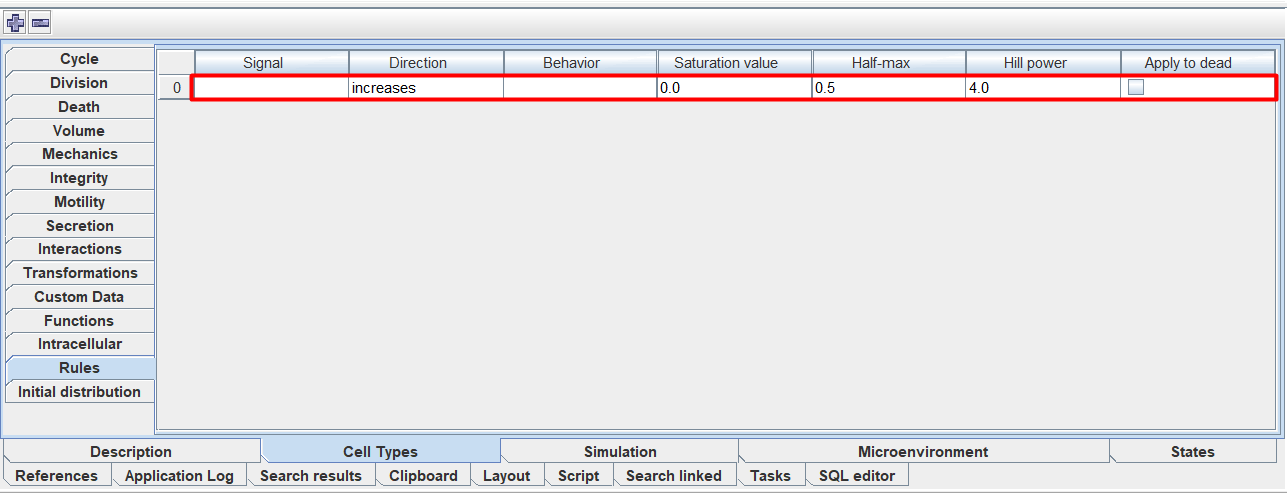 Cycle
Division
Death
Volume
Mechanics
Integrity
Motility
Secretion
Interactions
Transformations
Custom Data
Functions
Intracellular
Rules
Initial distribution
Signal Direction Behavior Saturation value Half-max Hill power Apply to dead
0 increases 0.0 0.5 4.0
Description Cell Types Simulation Microenvironment States
References Application Log Search results Clipboard Layout Script Search linked Tasks SQL editor